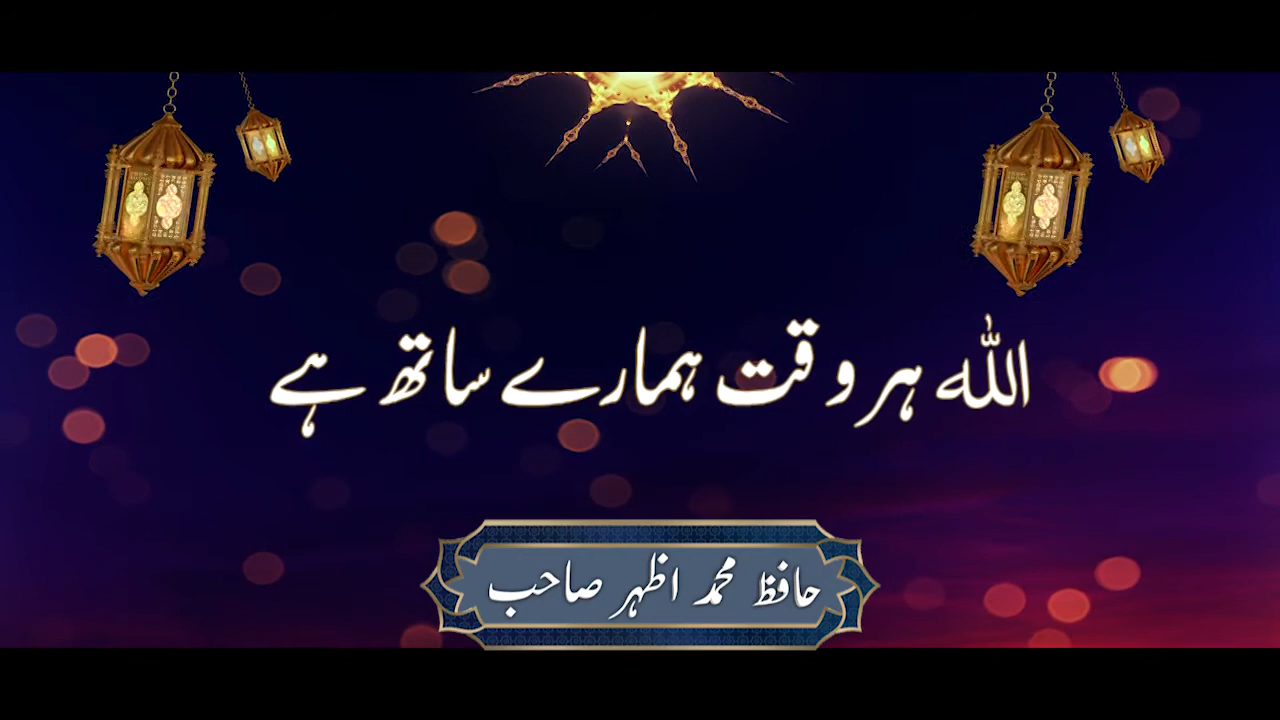 اللہ ہر وقت ہمارے ساتھ ہے
حافظ محمد اظہر صاحب